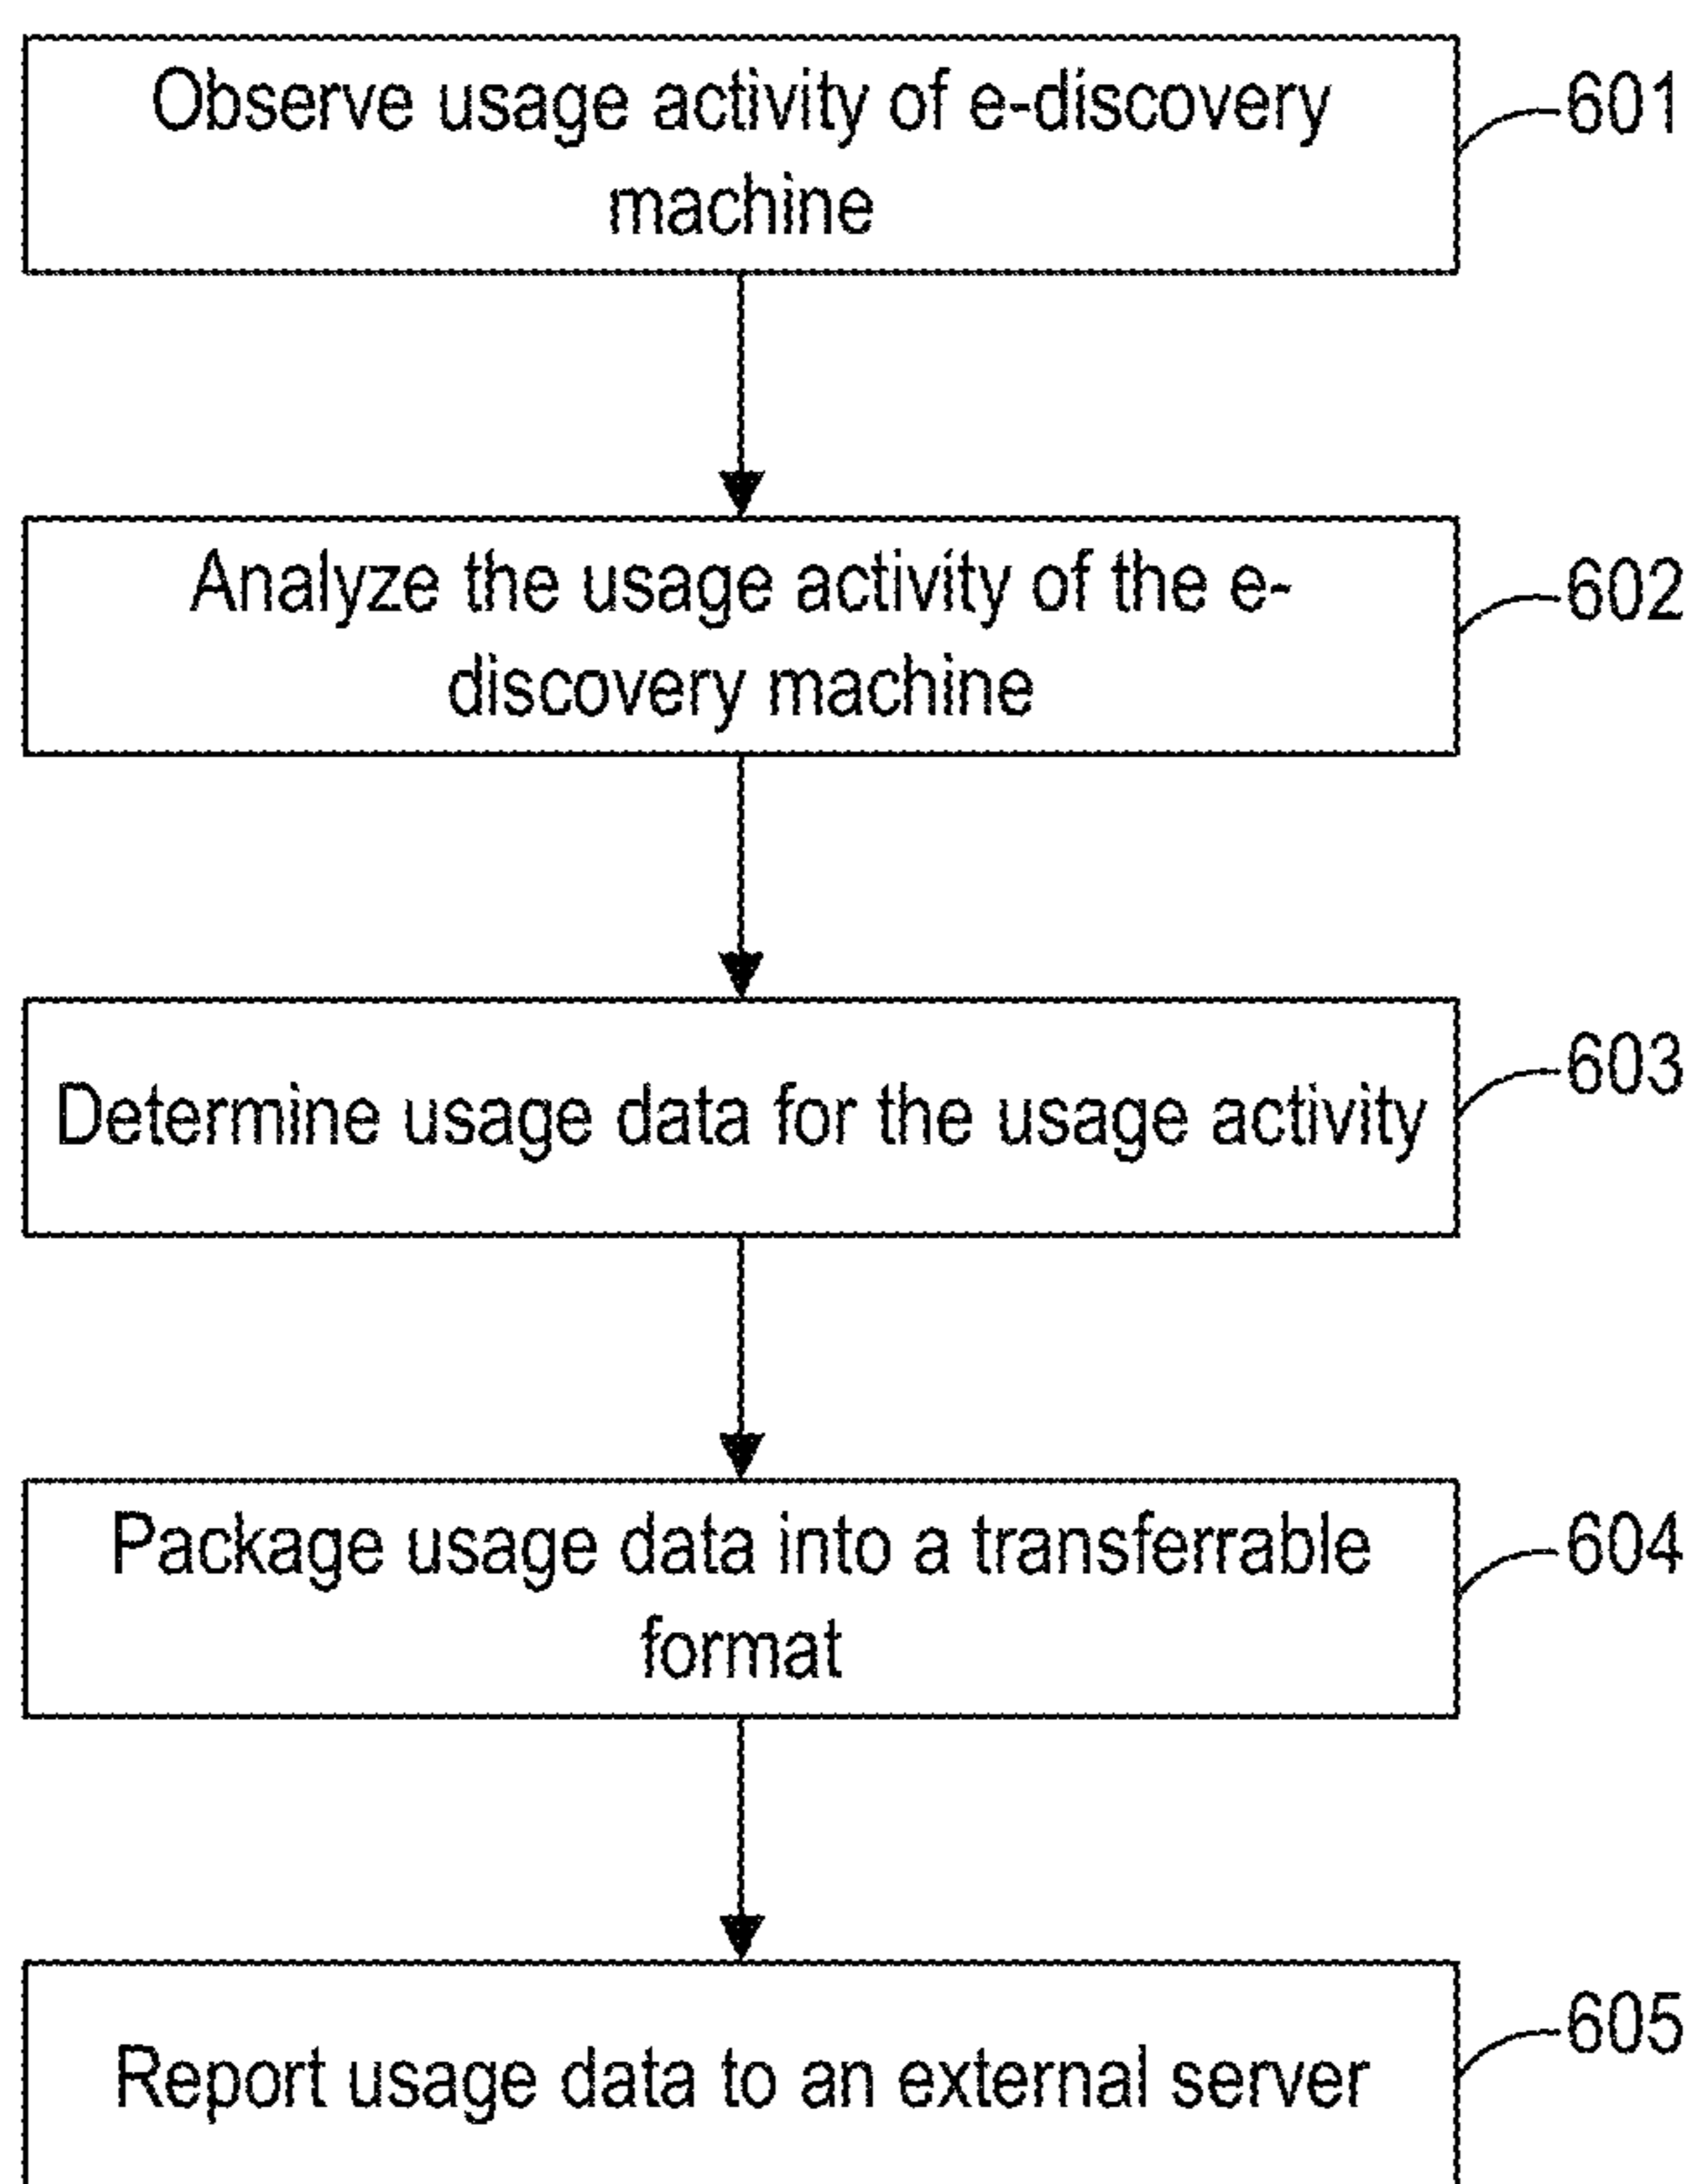 Observe usage activity of e-discovery
machine
601
Analyze the usage activity of the e-
discovery machine
602
Determine usage data for the usage activity
603
Package usage data into a transferrable
format
604
Report usage data to an external server
605